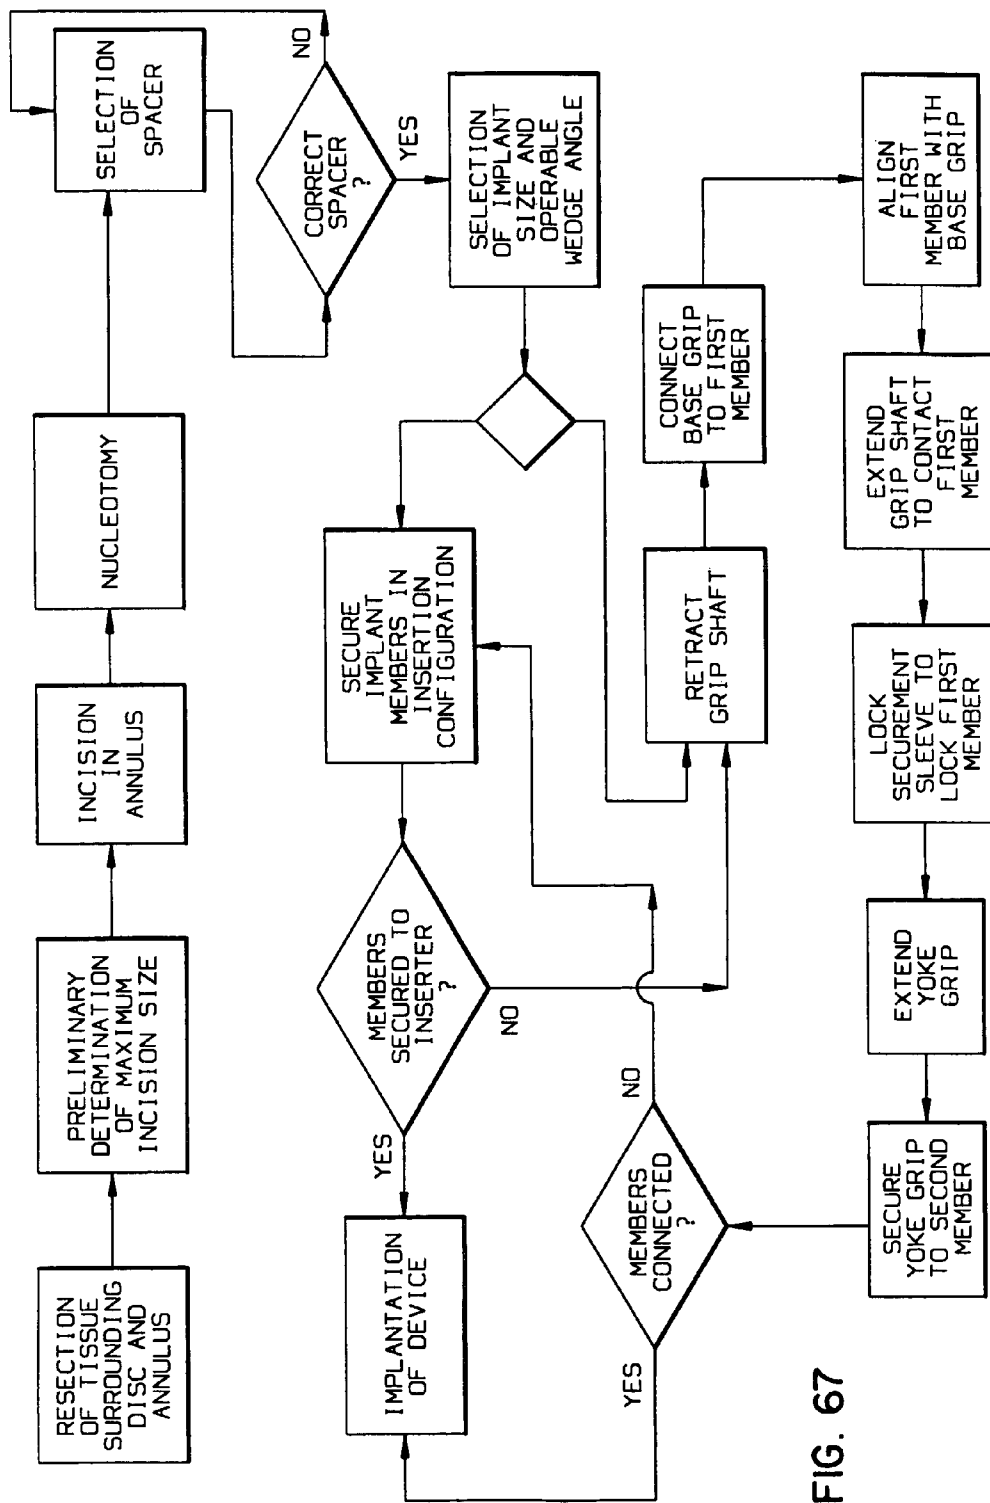 RESECTION
OF TISSUE
SURROUNDING
DISC AND
ANNULUS
PRELIMINARY
DETERMINATION
OF MAXIMUM
INCISION SIZE
INCISION
IN
ANNULUS
NUCLEOTOMY
SELECTION
OF
SPACER
NO
CORRECT
SPACER
?
YES
SELECTION
OF IMPLANT
SIZE AND
OPERABLE
WEDGE ANGLE
SECURE
IMPLANT
MEMBERS IN
INSERTION
CONFIGURATION
MEMBERS
SECURED TO
INSERTER
?
YES
NO
IMPLANTATION
OF DEVICE
RETRACT
GRIP SHAFT
CONNECT
BASE GRIP
TO FIRST
MEMBER
ALIGN
FIRST
MEMBER WITH
BASE GRIP
EXTEND
GRIP SHAFT
TO CONTACT
FIRST
MEMBER
LOCK
SECUREMENT
SLEEVE TO
LOCK FIRST
MEMBER
EXTEND
YOKE
GRIP
SECURE
YOKE GRIP
TO SECOND
MEMBER
MEMBERS
CONNECTED
?
NO
YES
FIG. 67